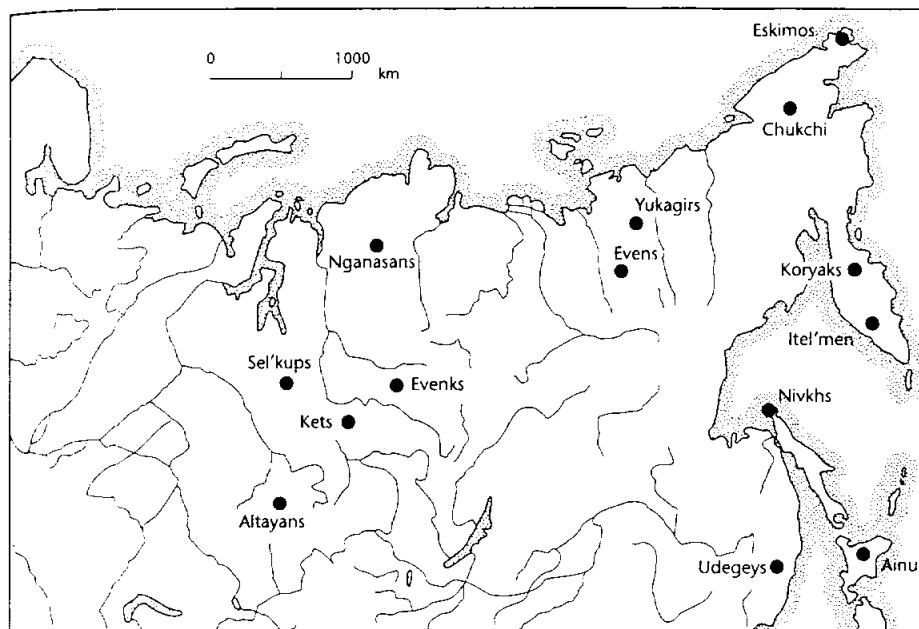 Eskimos
0 1000
km
Chukchi
Yukagirs
Evens
Nganasans
Koryaks
Itel'men
Sel'kups
Evenks
Nivkhs
Kets
Altayans
Udegeys
Ainu